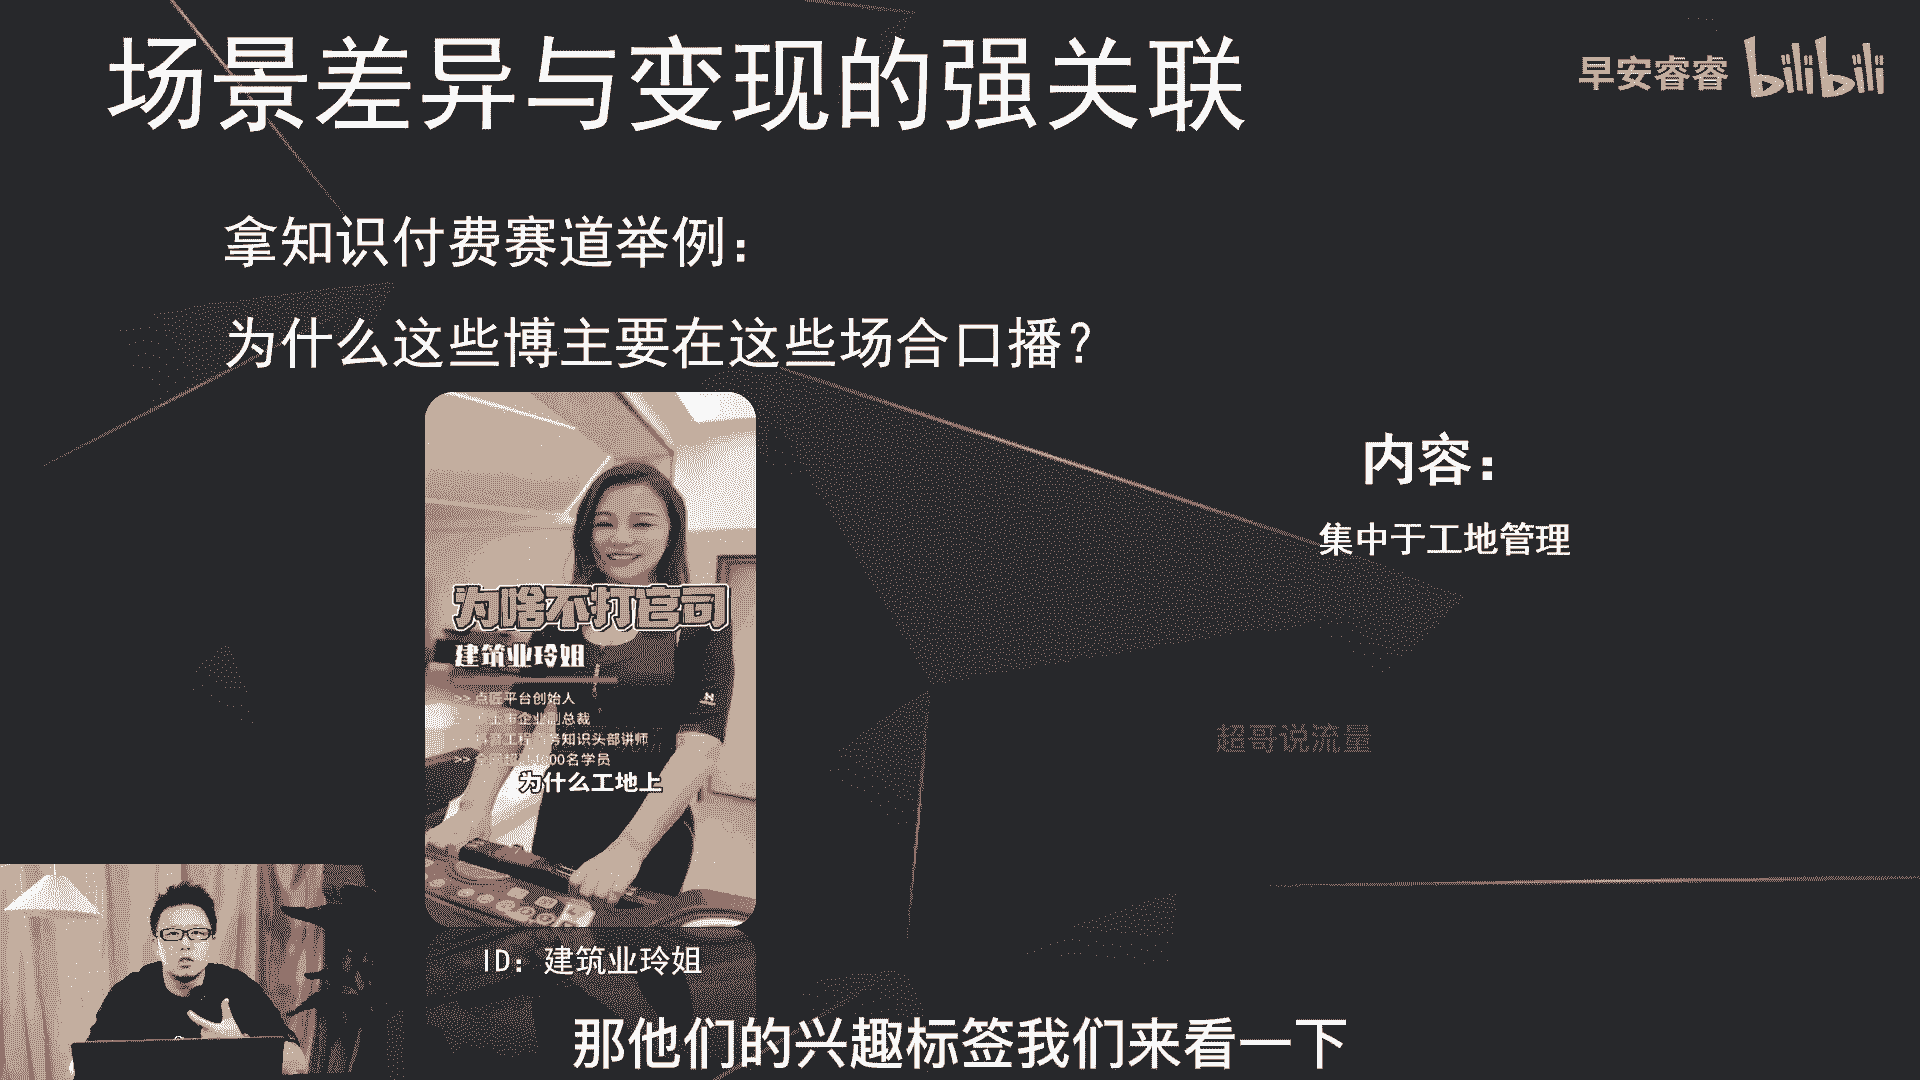 场景差异与变现的强关联
早安睿睿 bilibili
拿知识付费赛道举例：
为什么这些博主要在这些场合口播？
内容：
集中于工地管理
为啥不打官司
建筑业玲姐
>> 点匠平台创始人
上市企业副总裁
工程 知识头部讲师
>> 00名学员
为什么工地上
超哥说流量
ID：建筑业玲姐
那他们的兴趣标签我们来看一下